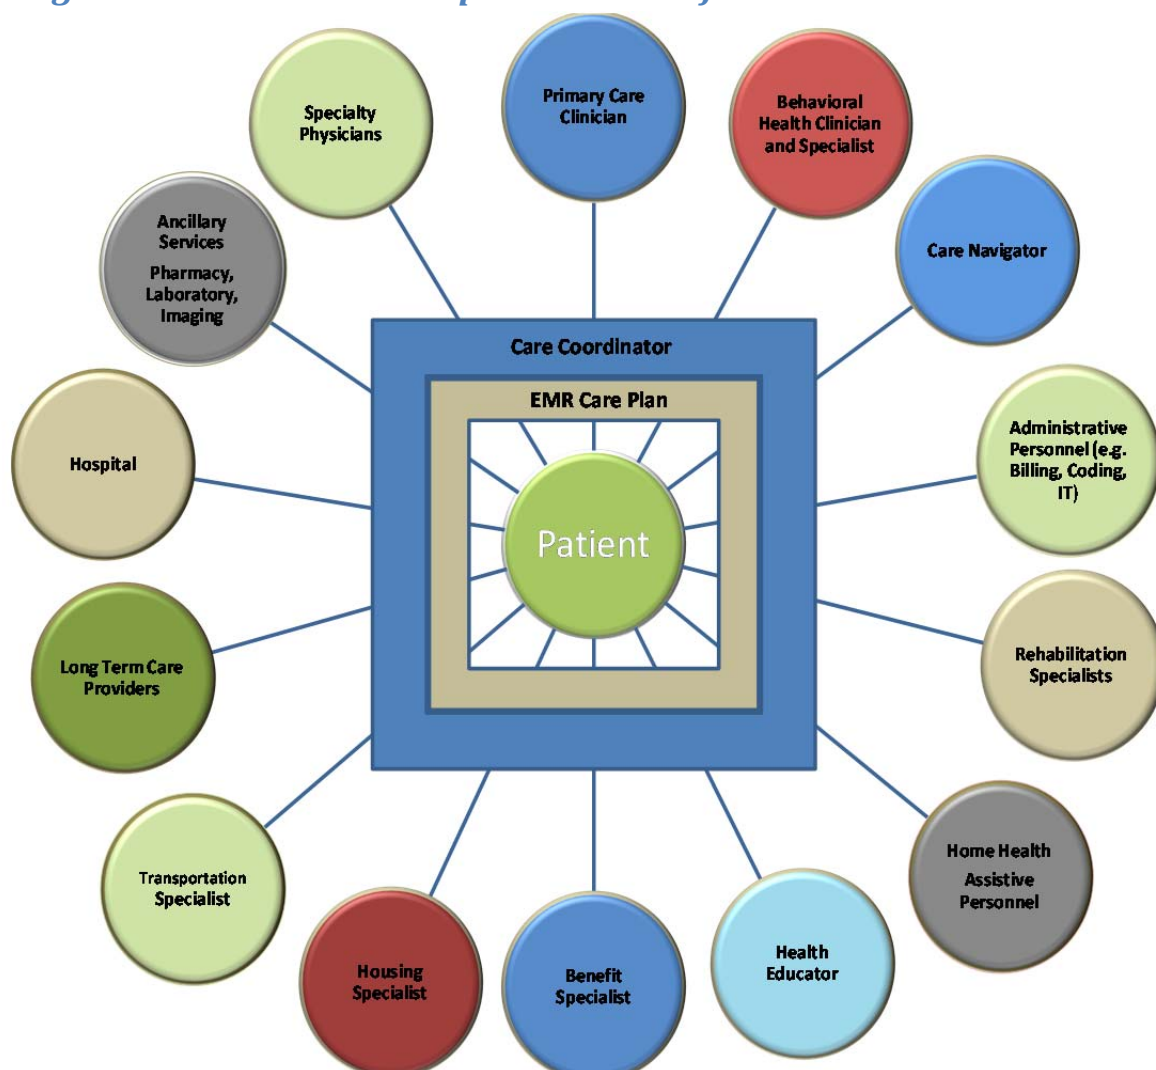 Primary Care
Clinician
Behavioral
Health Clinician
and Specialist
Specialty
Physicians
Care Navigator
Ancillary
Services
Pharmacy,
Laboratory,
Imaging
Care Coordinator
EMR Care Plan
Administrative
Personnel (e.g.
Billing, Coding,
IT)
Hospital
Patient
Rehabilitation
Specialists
Long Term Care
Providers
Home Health
Assistive
Personnel
Transportation
Specialist
Health
Educator
Housing
Specialist
Benefit
Specialist